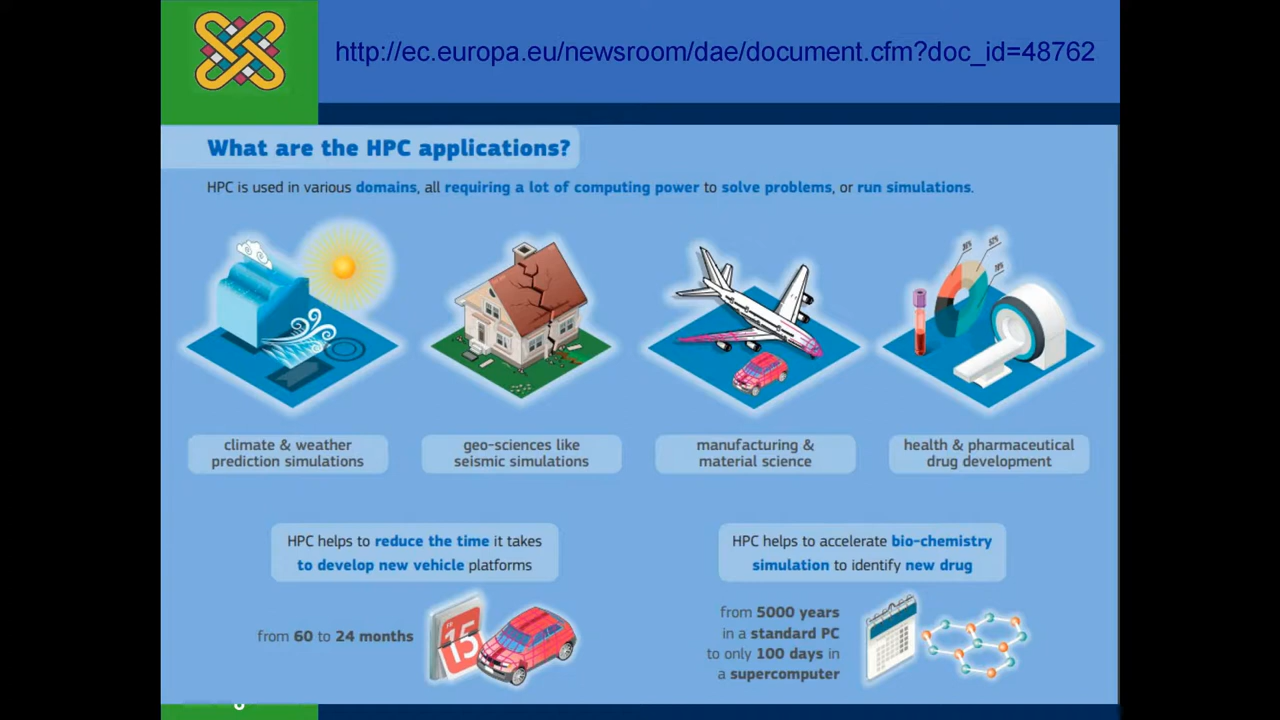 http://ec.europa.eu/newsroom/dae/document.cfm?doc_id=48762
What are the HPC applications?
HPC is used in various domains, all requiring a lot of computing power to solve problems, or run simulations.
climate & weather
prediction simulations
geo-sciences like
seismic simulations
manufacturing &
material science
health & pharmaceutical
drug development
HPC helps to reduce the time it takes
to develop new vehicle platforms
from 60 to 24 months
15
HPC helps to accelerate bio-chemistry
simulation to identify new drug
from 5000 years
in a standard PC
to only 100 days in
a supercomputer